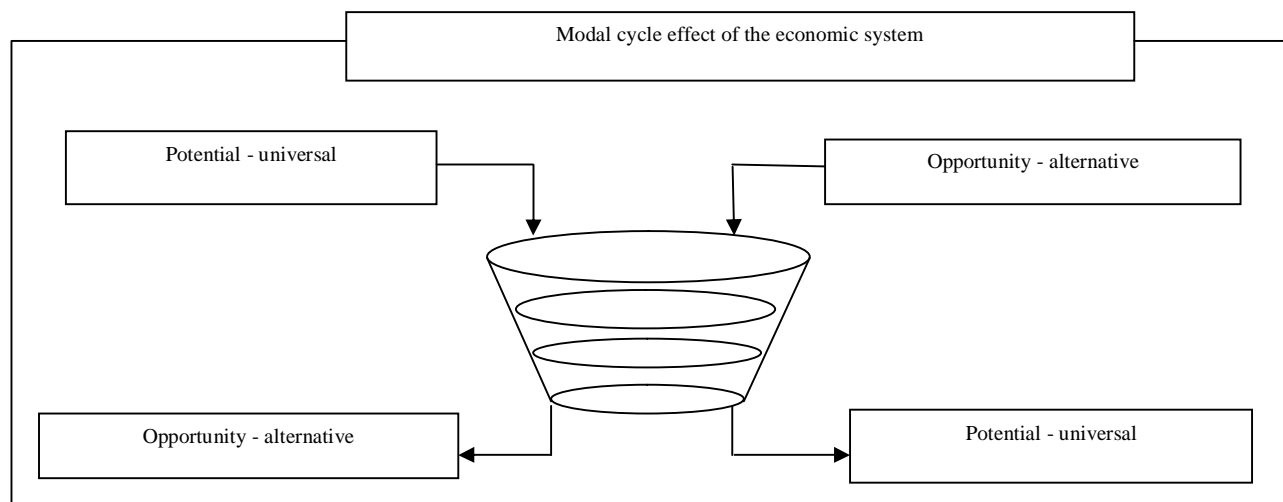 Modal cycle effect of the economic system
Potential - universal
Opportunity - alternative
Opportunity - alternative
Potential - universal